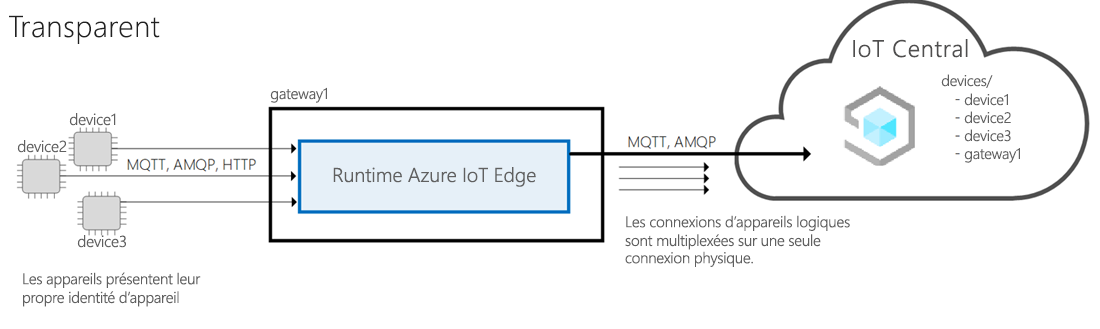 Transparent
device1
device2
device3
MQTT, AMQP, HTTP
Les appareils présentent leur
propre identité d'appareil
gateway1
Runtime Azure IoT Edge
MQTT, AMQP
Les connexions d'appareils logiques
sont multiplexées sur une seule
connexion physique.
IoT Central
devices/
- device1
- device2
- device3
- gateway1